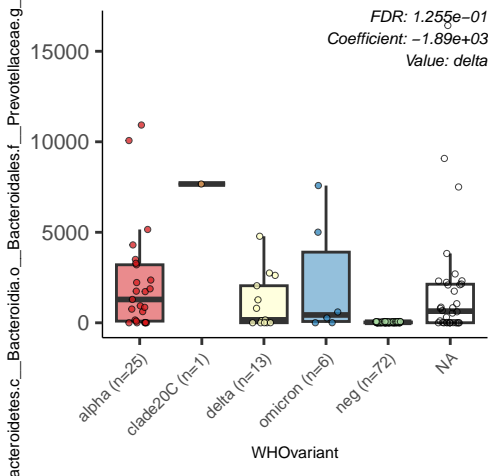 FDR: 1.255e−01
Coefficient: −1.89e+03
Value: delta
acteroidetes.c__Bacteroidia.o__Bacteroidales.f__Prevotellaceae.g_
15000
10000
5000
0
alpha (n=25)
clade20C (n=1)
delta (n=13)
omicron (n=6)
neg (n=72)
NA
WHOvariant